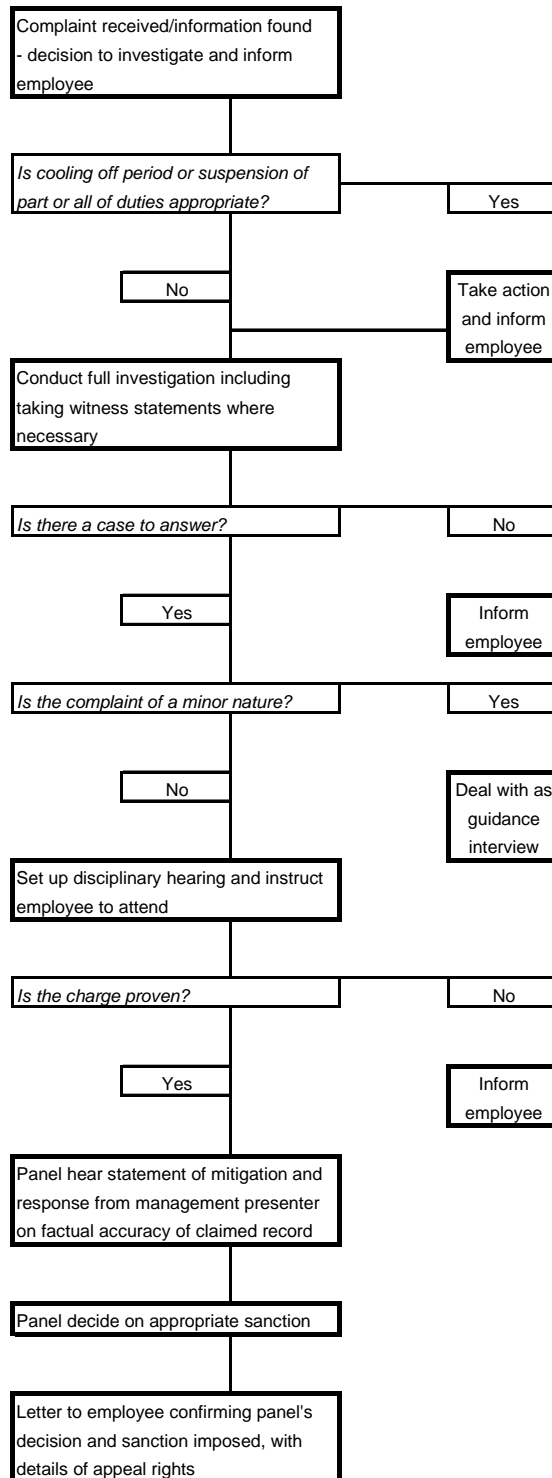 Complaint received/information found
- decision to investigate and inform
employee
Is cooling off period or suspension of
part or all of duties appropriate?
Yes
No
Take action
and inform
employee
Conduct full investigation including
taking witness statements where
necessary
Is there a case to answer?
No
Yes
Inform
employee
Is the complaint of a minor nature?
Yes
No
Deal with as
guidance
interview
Set up disciplinary hearing and instruct
employee to attend
Is the charge proven?
No
Yes
Inform
employee
Panel hear statement of mitigation and
response from management presenter
on factual accuracy of claimed record
Panel decide on appropriate sanction
Letter to employee confirming panel's
decision and sanction imposed, with
details of appeal rights